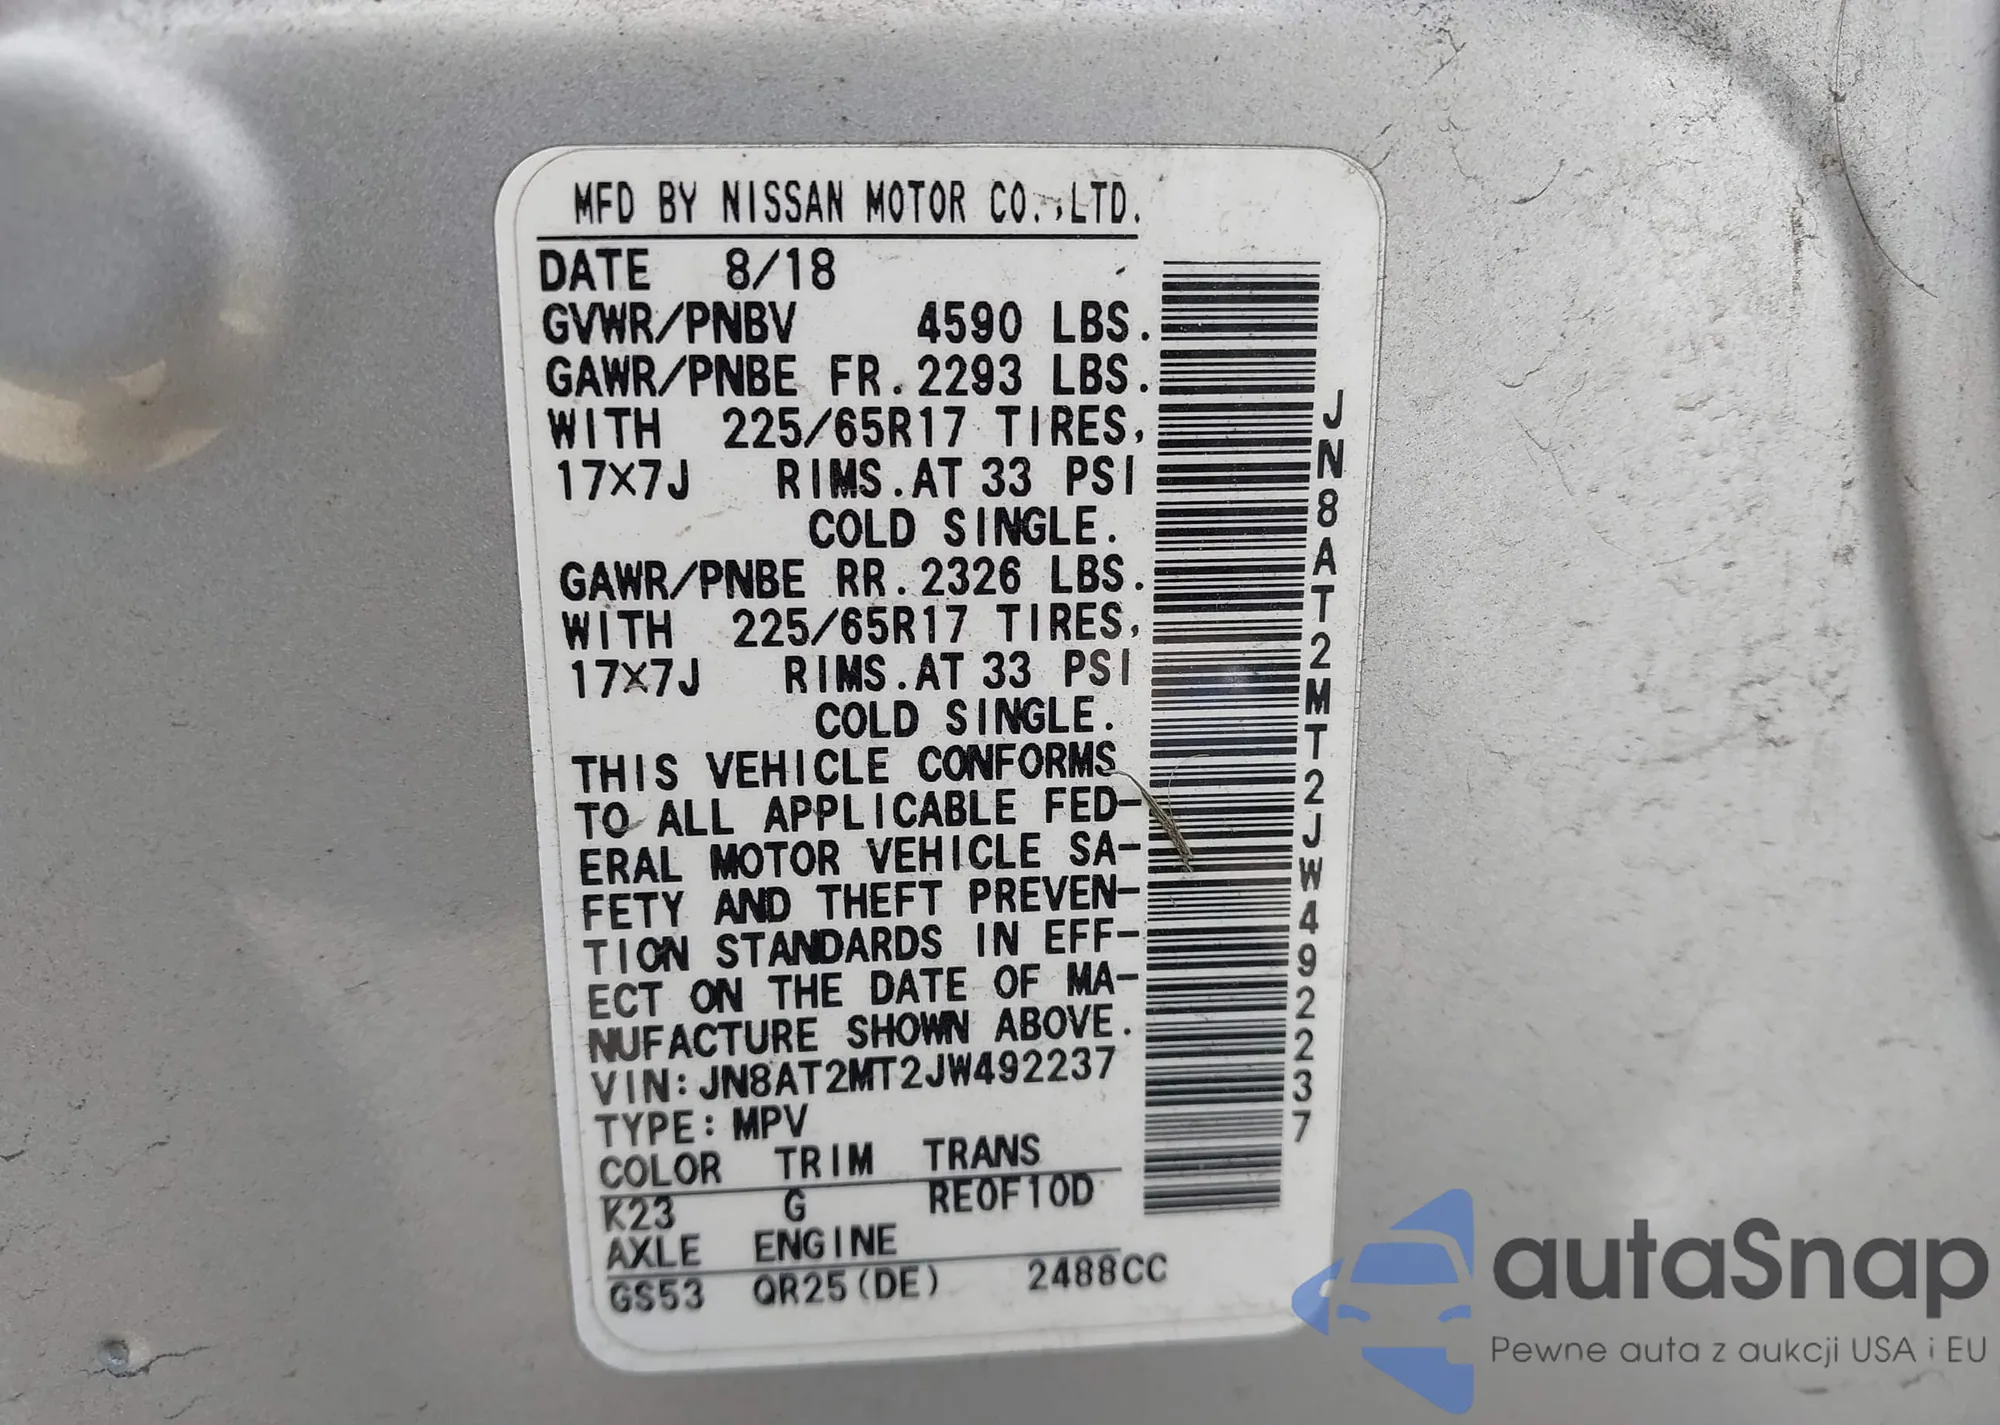 MFD BY NISSAN MOTOR CO.,LTD.
DATE 8/18
GVWR/PNBV 4590 LBS.
GAWR/PNBE FR.2293 LBS.
WITH 225/65R17 TIRES,
17X7J RIMS.AT 33 PSI
COLD SINGLE.
GAWR/PNBE RR.2326 LBS.
WITH 225/65R17 TIRES,
17X7J RIMS.AT 33 PSI
COLD SINGLE.
THIS VEHICLE CONFORMS
TO ALL APPLICABLE FED-
ERAL MOTOR VEHICLE SA-
FETY AND THEFT PREVEN-
TION STANDARDS IN EFF-
ECT ON THE DATE OF MA-
NUFACTURE SHOWN ABOVE.
VIN:JN8AT2MT2JW492237
TYPE:MPV
COLOR TRIM TRANS
K23 G RE0F10D
AXLE ENGINE
GS53 QR25(DE) 2488CC
JN8AT2MT2JW492237
autaSnap
Pewne auta z aukcji USA i EU